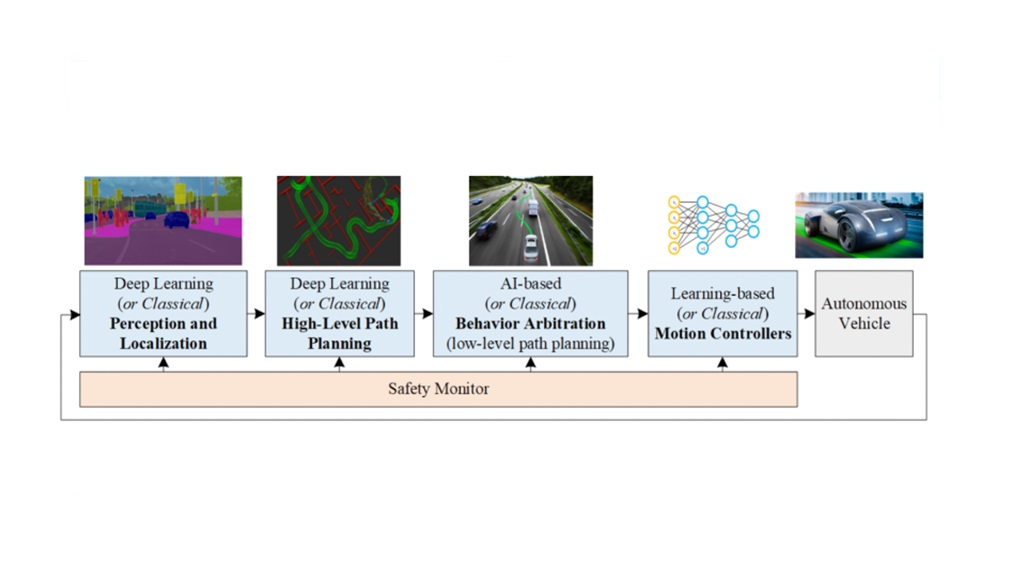 Deep Learning
(or Classical)
Perception and
Localization
Deep Learning
(or Classical)
High-Level Path
Planning
AI-based
(or Classical)
Behavior Arbitration
(low-level path planning)
Learning-based
(or Classical)
Motion Controllers
Autonomous
Vehicle
Safety Monitor